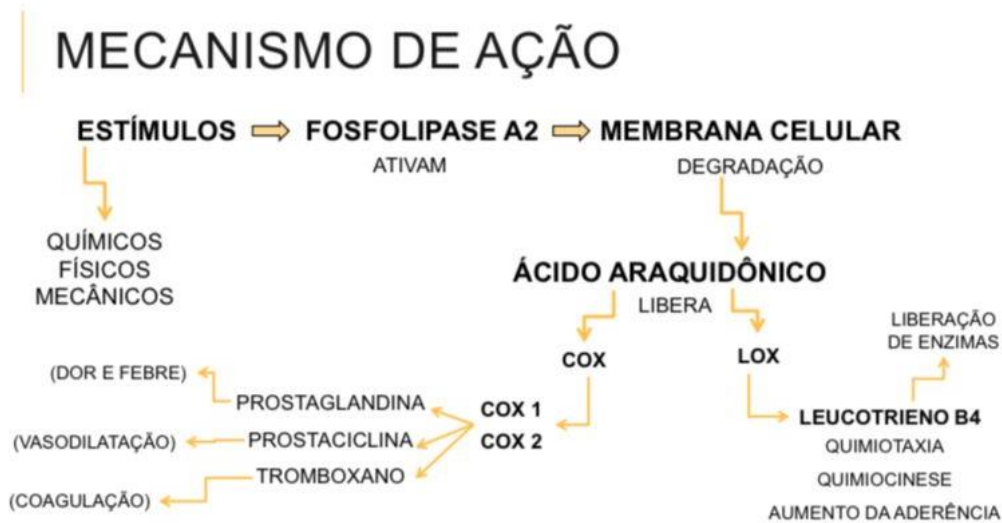 MECANISMO DE AÇÃO
ESTÍMULOS FOSFOLIPASE A2 MEMBRANA CELULAR
ATIVAM DEGRADAÇÃO
QUÍMICOS
FÍSICOS
MECÂNICOS
ÁCIDO ARAQUIDÔNICO
LIBERA
COX
LOX
LIBERAÇÃO
DE ENZIMAS
COX 1
COX 2
PROSTAGLANDINA
(DOR E FEBRE)
PROSTACICLINA
(VASODILATAÇÃO)
TROMBOXANO
(COAGULAÇÃO)
LEUCOTRIENO B4
QUIMIOTAXIA
QUIMIOCINESE
AUMENTO DA ADERÊNCIA